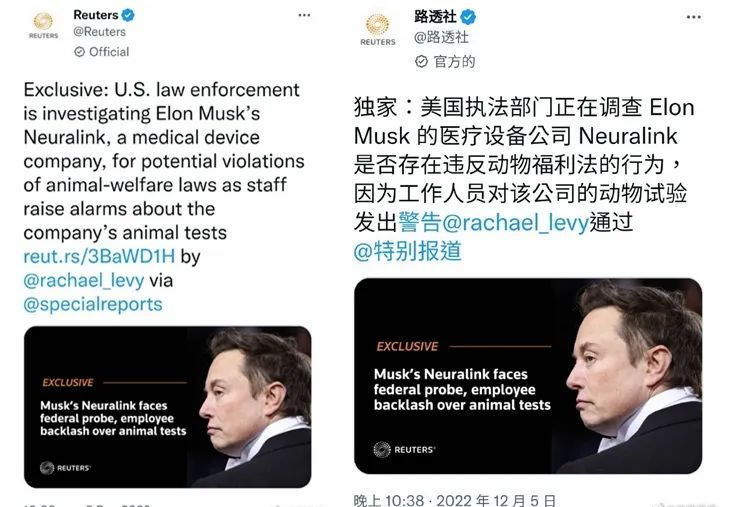 Reuters
@Reuters
Official
REUTERS
Exclusive: U.S. law enforcement
is investigating Elon Musk's
Neuralink, a medical device
company, for potential violations
of animal-welfare laws as staff
raise alarms about the
company's animal tests
reut.rs/3BaWD1H by
@rachael_levy via
@specialreports
EXCLUSIVE
Musk's Neuralink faces
federal probe, employee
backlash over animal tests
REUTERS
路透社
@路透社
官方的
REUTERS
独家：美国执法部门正在调查 Elon
Musk 的医疗设备公司 Neuralink
是否存在违反动物福利法的行为，
因为工作人员对该公司的动物试验
发出警告@rachael_levy通过
@特别报道
EXCLUSIVE
Musk's Neuralink faces
federal probe, employee
backlash over animal tests
REUTERS
晚上 10:38 · 2022 年 12 月 5 日